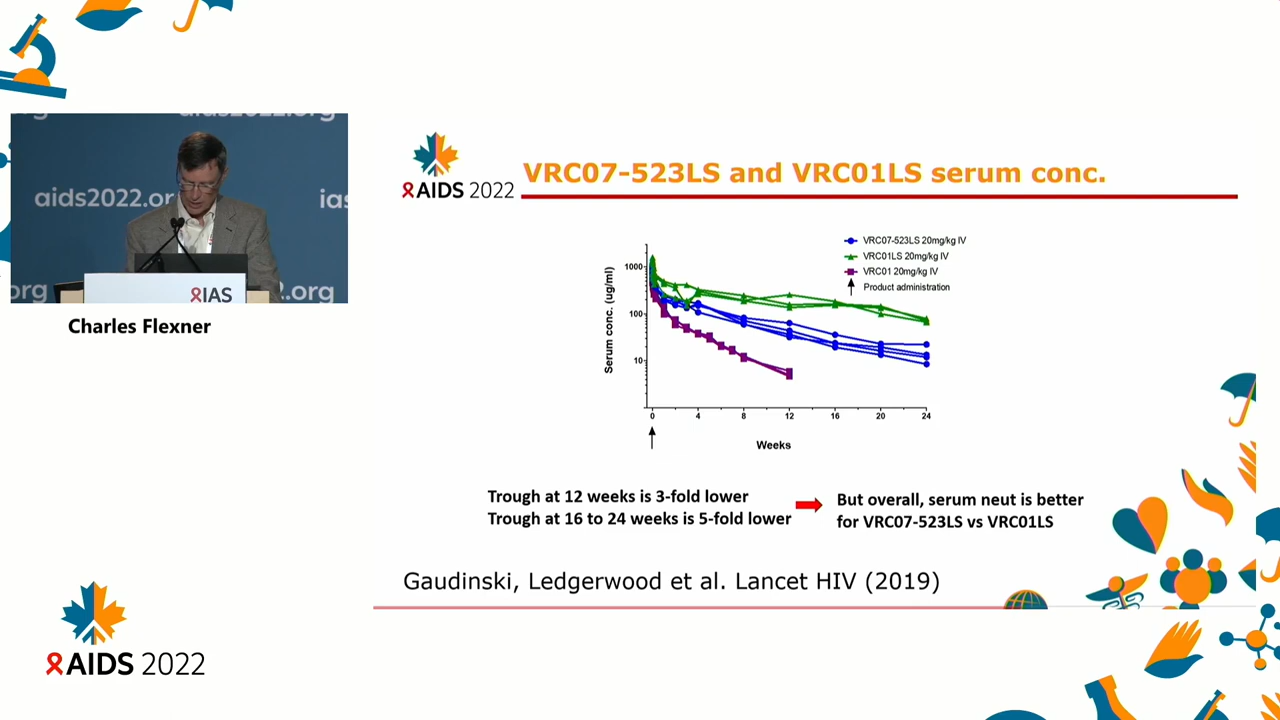 aids2022.org
aids2022.or
ias
org
2.org
IAS
Charles Flexner
AIDS 2022
VRC07-523LS and VRC01LS serum conc.
VRC07-523LS 20mg/kg IV
VRC01LS 20mg/kg IV
VRC01 20mg/kg IV
Product administration
Serum conc. (ug/ml)
1000
100
10
0 4 8 12 16 20 24
Weeks
Trough at 12 weeks is 3-fold lower
Trough at 16 to 24 weeks is 5-fold lower
But overall, serum neut is better
for VRC07-523LS vs VRC01LS
Gaudinski, Ledgerwood et al. Lancet HIV (2019)
AIDS 2022